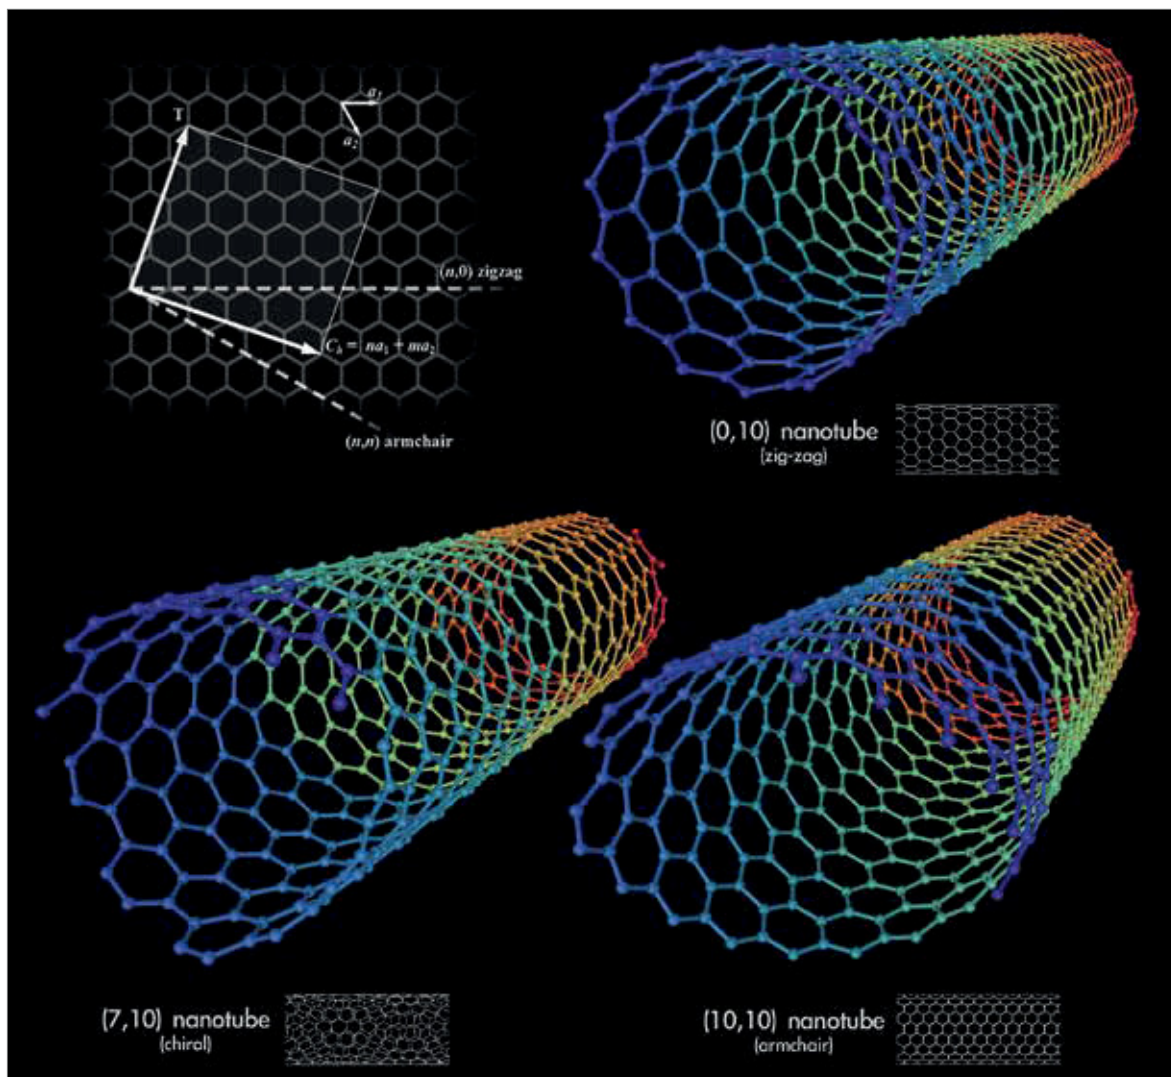 a₁
T
a₂
(n,0) zigzag
Cₕ = na₁ + ma₂
(n,n) armchair
(0,10) nanotube
(zig-zag)
(7,10) nanotube
(chiral)
(10,10) nanotube
(armchair)